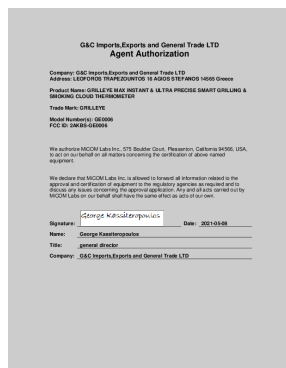 G&C Imports,Exports and General Trade LTD
Agent Authorization
Company: G&C Imports,Exports and General Trade LTD
Address: LEOFOROS TRAPEZOUNTOS 16 AGIOS STEFANOS 14565 Greece
Product Name: GRILLEYE MAX INSTANT & ULTRA PRECISE SMART GRILLING &
SMOKING CLOUD THERMOMETER
Trade Mark: GRILLEYE
Model Number(s): GE0006
FCC ID: 2AKBS-GE0006
We authorize MiCOM Labs Inc., 575 Boulder Court, Pleasanton, California 94566, USA,
to act on our behalf on all matters concerning the certification of above named
equipment.
We declare that MiCOM Labs Inc. is allowed to forward all information related to the
approval and certification of equipment to the regulatory agencies as required and to
discuss any issues concerning the approval application. Any and all acts carried out by
MiCOM Labs on our behalf shall have the same effect as acts of our own.
George Kassiteropoulos
Signature: Date: 2021-05-08
Name: George Kassiteropoulos
Title: general director
Company: G&C Imports,Exports and General Trade LTD